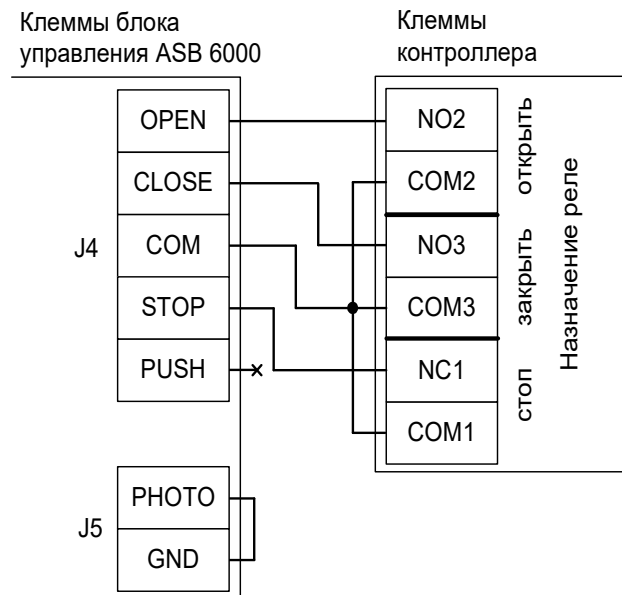 Клеммы блока
управления ASB 6000
Клеммы
контроллера
J4
OPEN
CLOSE
COM
STOP
PUSH
J5
PHOTO
GND
NO2
COM2
NO3
COM3
NC1
COM1
открыть
закрыть
стоп
Назначение реле